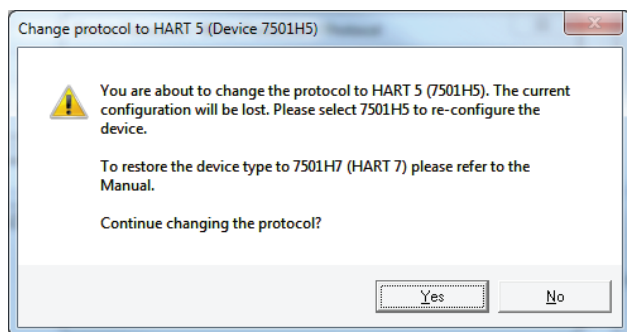 Change protocol to HART 5 (Device 7501H5)
You are about to change the protocol to HART 5 (7501H5). The current
configuration will be lost. Please select 7501H5 to re-configure the
device.
To restore the device type to 7501H7 (HART 7) please refer to the
Manual.
Continue changing the protocol?
Yes
No